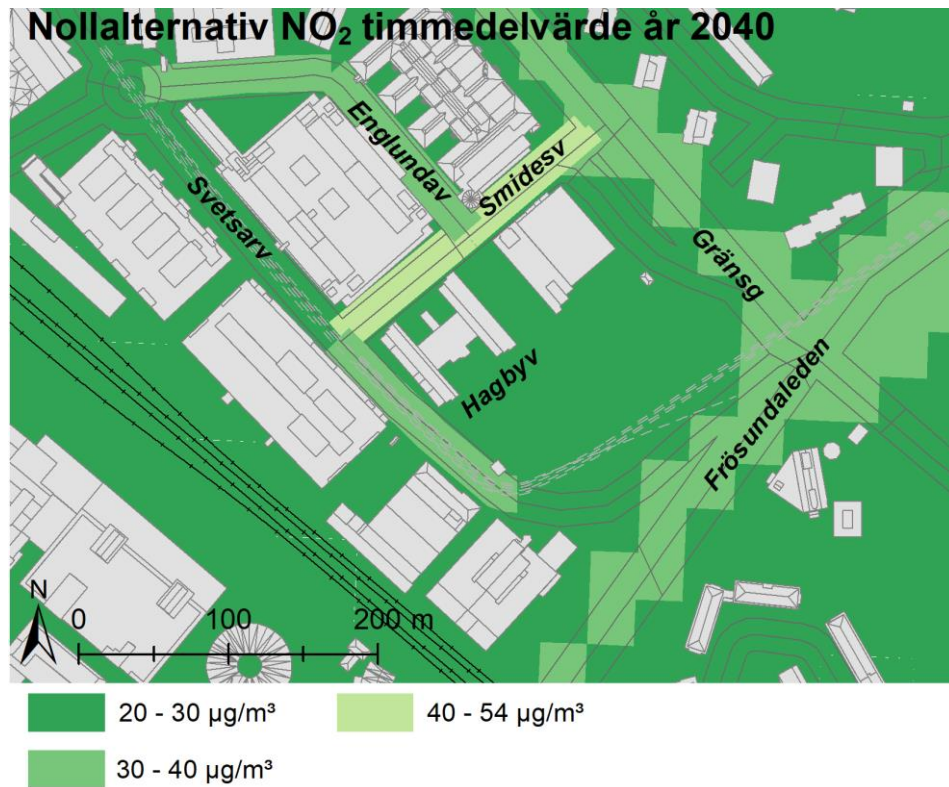 Nollalternativ NO₂ timmedelvärde år 2040
Englundav
Smidesv
Svetsarv
Gränsg
Hagbyv
Frösundaleden
N
0 100 200 m
20 - 30 µg/m³
40 - 54 µg/m³
30 - 40 µg/m³